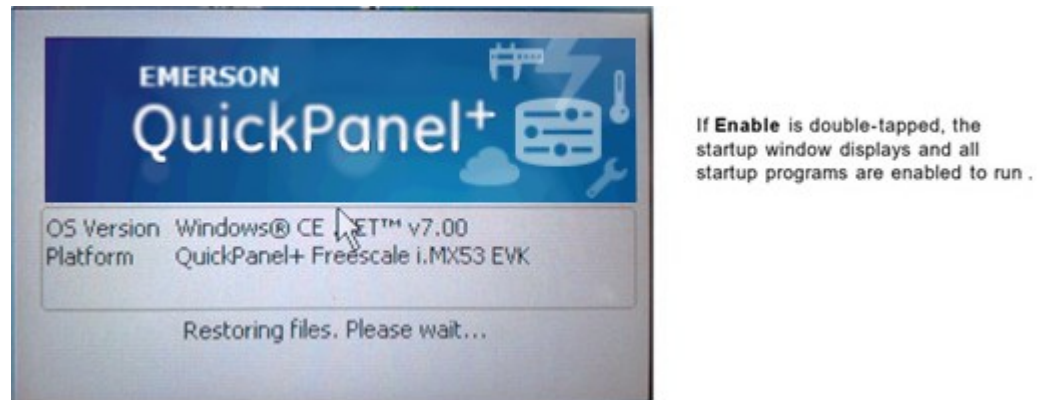 EMERSON
QuickPanel+
OS Version Windows® CE .NET™ v7.00
Platform QuickPanel+ Freescale i.MX53 EVK
Restoring files. Please wait...
If Enable is double-tapped, the
startup window displays and all
startup programs are enabled to run .